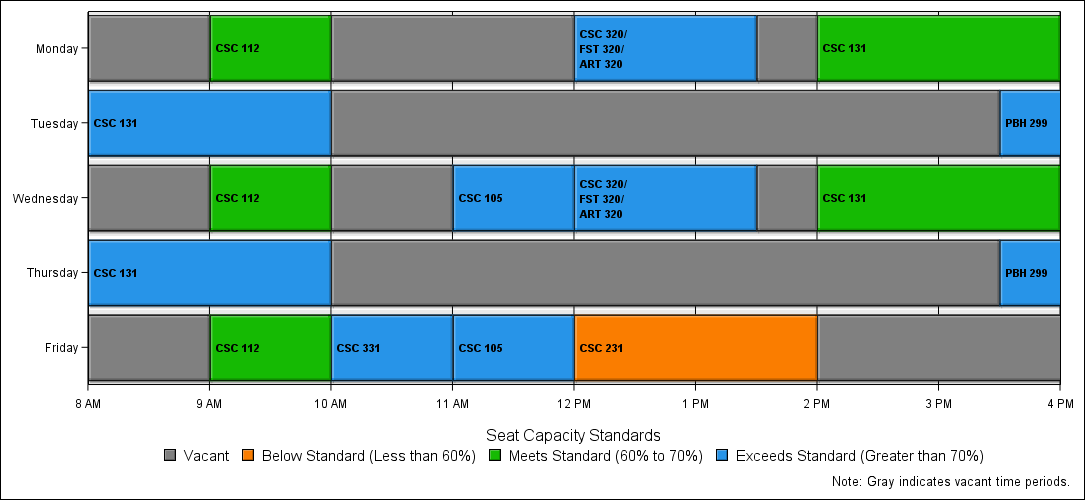 Monday
CSC 112
CSC 320/
FST 320/
ART 320
CSC 131
Tuesday
CSC 131
PBH 299
Wednesday
CSC 112
CSC 105
CSC 320/
FST 320/
ART 320
CSC 131
Thursday
CSC 131
PBH 299
Friday
CSC 112
CSC 331
CSC 105
CSC 231
8 AM
9 AM
10 AM
11 AM
12 PM
1 PM
2 PM
3 PM
4 PM
Seat Capacity Standards
Vacant
Below Standard (Less than 60%)
Meets Standard (60% to 70%)
Exceeds Standard (Greater than 70%)
Note: Gray indicates vacant time periods.